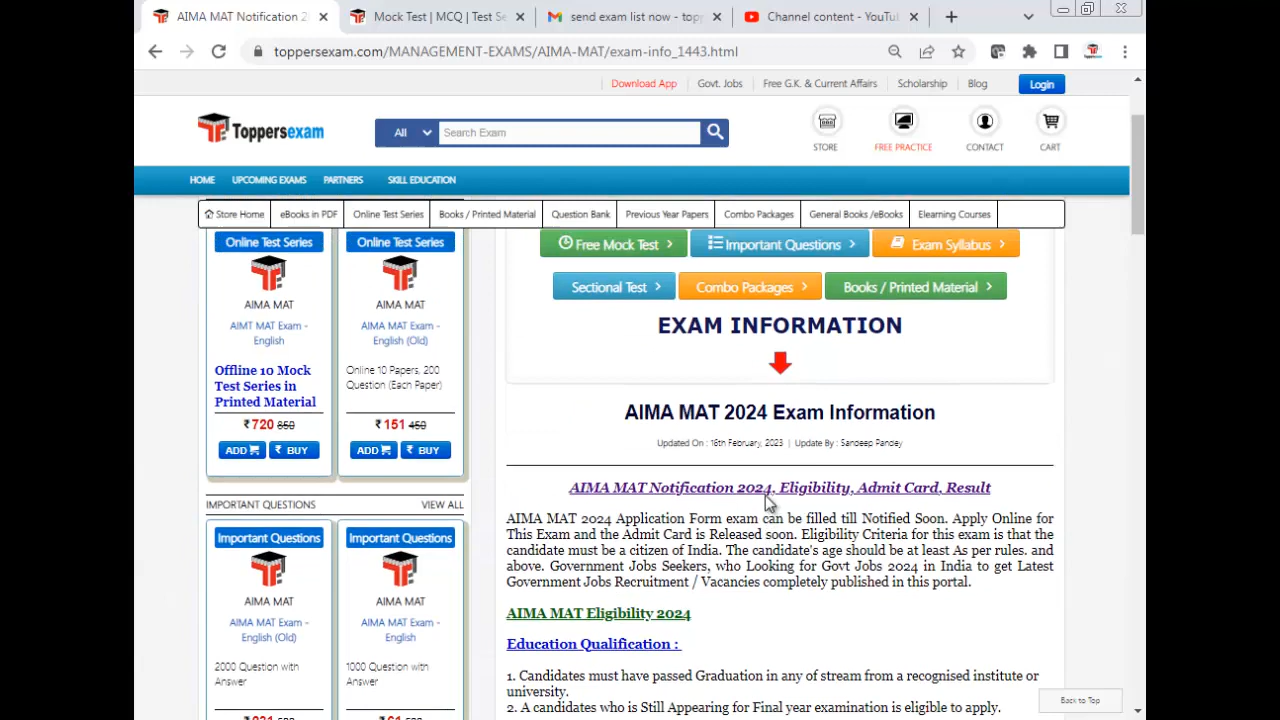 AIMA MAT Notification 2
Mock Test | MCQ | Test Se
send exam list now - topp
Channel content - YouTu
toppersexam.com/MANAGEMENT-EXAMS/AIMA-MAT/exam-info_1443.html
Download App
Govt. Jobs
Free G.K. & Current Affairs
Scholarship
Blog
Login
Toppersexam
All
Search Exam
STORE
FREE PRACTICE
CONTACT
CART
HOME
UPCOMING EXAMS
PARTNERS
SKILL EDUCATION
Store Home
eBooks in PDF
Online Test Series
Books / Printed Material
Question Bank
Previous Year Papers
Combo Packages
General Books /eBooks
Elearning Courses
Online Test Series
AIMA MAT
AIMT MAT Exam -
English
Offline 10 Mock
Test Series in
Printed Material
₹ 720 850
ADD
₹ BUY
Online Test Series
AIMA MAT
AIMA MAT Exam -
English (Old)
Online 10 Papers, 200
Question (Each Paper)
₹ 151 450
ADD
₹ BUY
IMPORTANT QUESTIONS
VIEW ALL
Important Questions
AIMA MAT
AIMA MAT Exam -
English (Old)
2000 Question with
Answer
Important Questions
AIMA MAT
AIMA MAT Exam -
English
1000 Question with
Answer
Free Mock Test
Important Questions
Exam Syllabus
Sectional Test
Combo Packages
Books / Printed Material
EXAM INFORMATION
AIMA MAT 2024 Exam Information
Updated On : 16th February, 2023 | Update By : Sandeep Pandey
AIMA MAT Notification 2024, Eligibility, Admit Card, Result
AIMA MAT 2024 Application Form exam can be filled till Notified Soon. Apply Online for
This Exam and the Admit Card is Released soon. Eligibility Criteria for this exam is that the
candidate must be a citizen of India. The candidate's age should be at least As per rules. and
above. Government Jobs Seekers, who Looking for Govt Jobs 2024 in India to get Latest
Government Jobs Recruitment / Vacancies completely published in this portal.
AIMA MAT Eligibility 2024
Education Qualification :
1. Candidates must have passed Graduation in any of stream from a recognised institute or
university.
2. A candidates who is Still Appearing for Final year examination is eligible to apply.
Back to Top